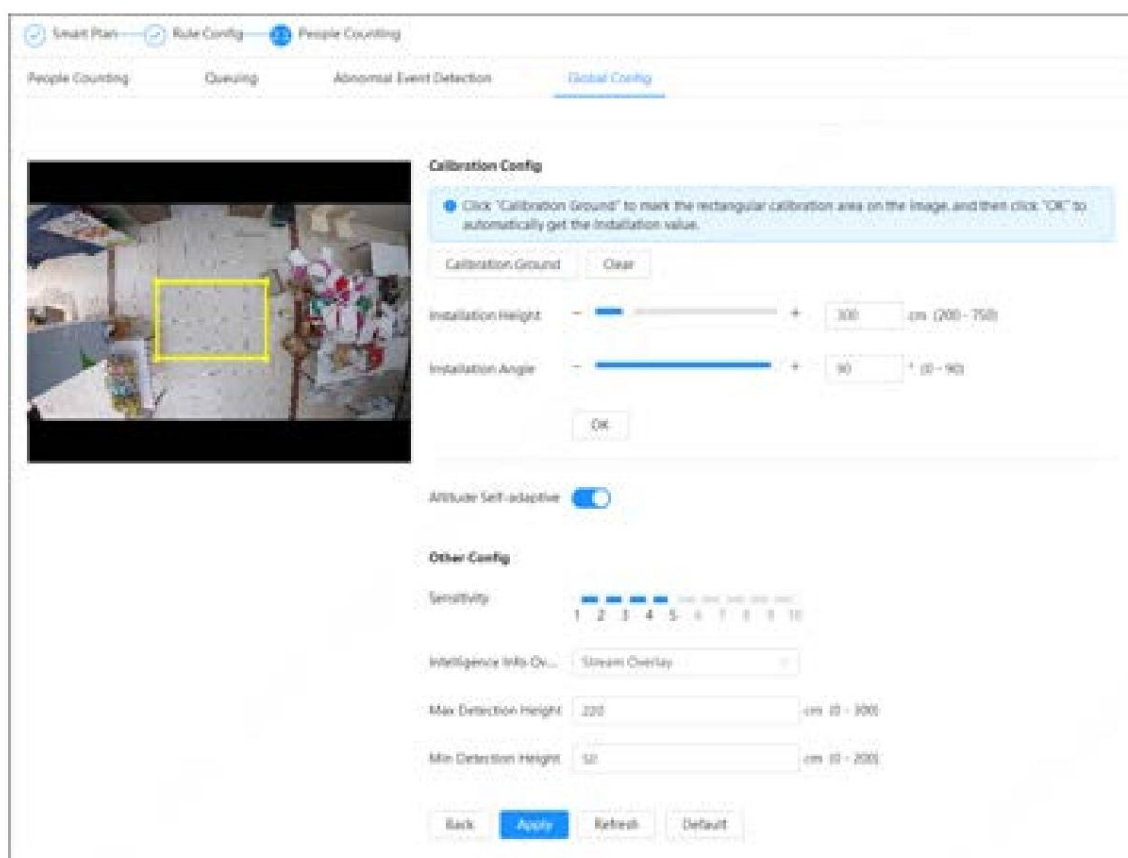 Smart Plan Rule Config People Counting
People Counting Queuing Abnormal Event Detection Global Config
Calibration Config
Click "Calibration Ground" to mark the rectangular calibration area on the image, and then click "OK" to
automatically get the installation value.
Calibration Ground Clear
Installation Height - + 300 cm (200 - 750)
Installation Angle - + 90 ° (0 - 90)
OK
Altitude Self-adaptive
Other Config
Sensitivity
1 2 3 4 5 6 7 8 9 10
Intelligence Info Ov... Stream Overlay
Max Detection Height 220 cm (0 - 300)
Min Detection Height 50 cm (0 - 200)
Back Apply Refresh Default